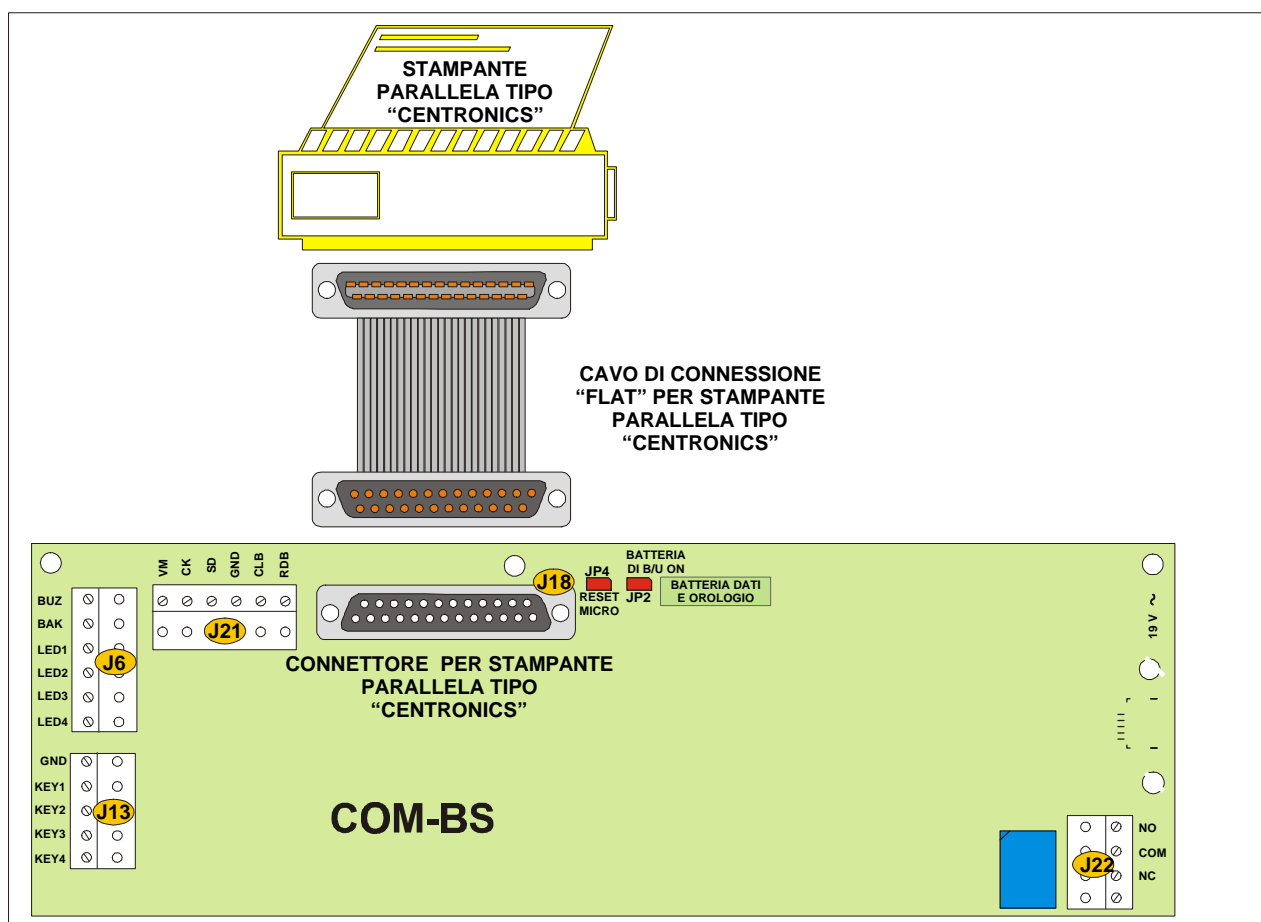 STAMPANTE
PARALLELA TIPO
“CENTRONICS”
CAVO DI CONNESSIONE
“FLAT” PER STAMPANTE
PARALLELA TIPO
“CENTRONICS”
VM
CK
SD
GND
CLB
RDB
J21
BUZ
BAK
LED1
LED2
LED3
LED4
J6
J18
JP4
RESET
MICRO
BATTERIA
DI B/U ON
JP2
BATTERIA DATI
E OROLOGIO
19 V ~
CONNETTORE PER STAMPANTE
PARALLELA TIPO
“CENTRONICS”
GND
KEY1
KEY2
KEY3
KEY4
J13
COM-BS
NO
COM
NC
J22